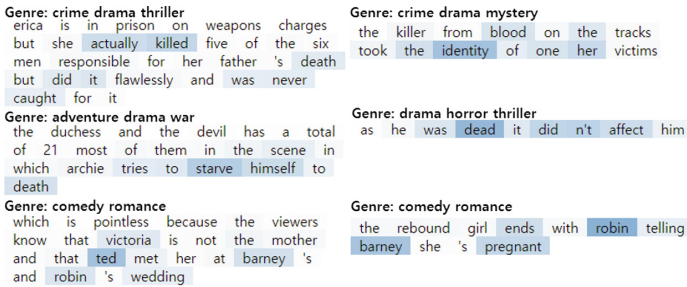 Genre: crime drama thriller
erica is in prison on weapons charges
but she actually killed five of the six
men responsible for her father 's death
but did it flawlessly and was never
caught for it
Genre: adventure drama war
the duchess and the devil has a total
of 21 most of them in the scene in
which archie tries to starve himself to
death
Genre: comedy romance
which is pointless because the viewers
know that victoria is not the mother
and that ted met her at barney 's
and robin 's wedding
Genre: crime drama mystery
the killer from blood on the tracks
took the identity of one her victims
Genre: drama horror thriller
as he was dead it did n't affect him
Genre: comedy romance
the rebound girl ends with robin telling
barney she 's pregnant